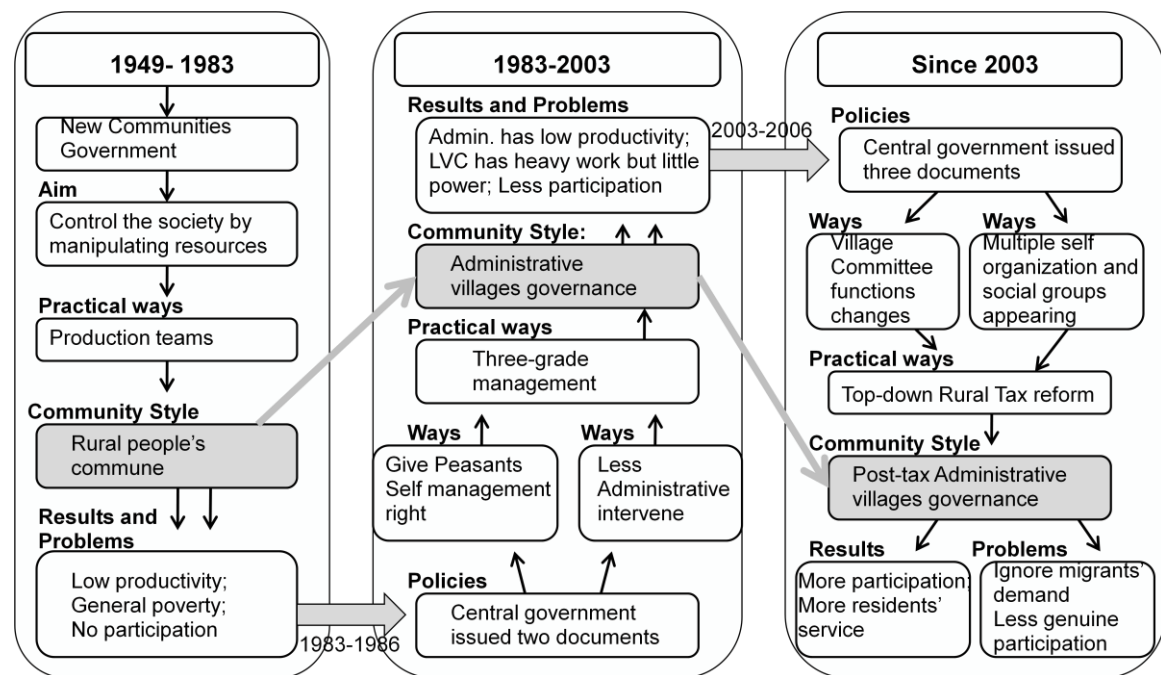 1949- 1983
New Communities
Government
Aim
Control the society by
manipulating resources
Practical ways
Production teams
Community Style
Rural people's
commune
Results and
Problems
Low productivity;
General poverty;
No participation
1983-1986
1983-2003
Results and Problems
Admin. has low productivity;
LVC has heavy work but little
power; Less participation
Community Style:
Administrative
villages governance
Practical ways
Three-grade
management
Ways
Give Peasants
Self management
right
Ways
Less
Administrative
intervene
Policies
Central government
issued two documents
2003-2006
Since 2003
Policies
Central government issued
three documents
Ways
Village
Committee
functions
changes
Ways
Multiple self
organization and
social groups
appearing
Practical ways
Top-down Rural Tax reform
Community Style
Post-tax Administrative
villages governance
Results
More participation;
More residents'
service
Problems
Ignore migrants'
demand
Less genuine
participation